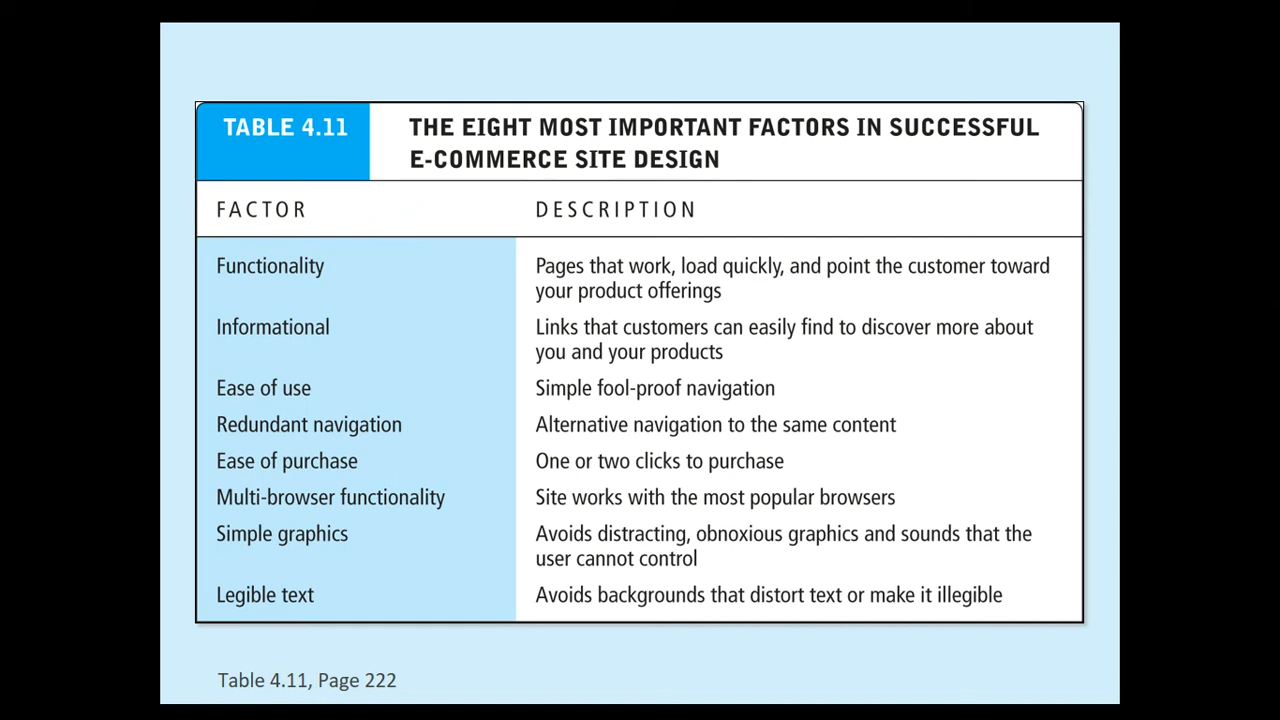 TABLE 4.11
THE EIGHT MOST IMPORTANT FACTORS IN SUCCESSFUL
E-COMMERCE SITE DESIGN
FACTOR
DESCRIPTION
Functionality
Pages that work, load quickly, and point the customer toward
your product offerings
Informational
Links that customers can easily find to discover more about
you and your products
Ease of use
Simple fool-proof navigation
Redundant navigation
Alternative navigation to the same content
Ease of purchase
One or two clicks to purchase
Multi-browser functionality
Site works with the most popular browsers
Simple graphics
Avoids distracting, obnoxious graphics and sounds that the
user cannot control
Legible text
Avoids backgrounds that distort text or make it illegible
Table 4.11, Page 222